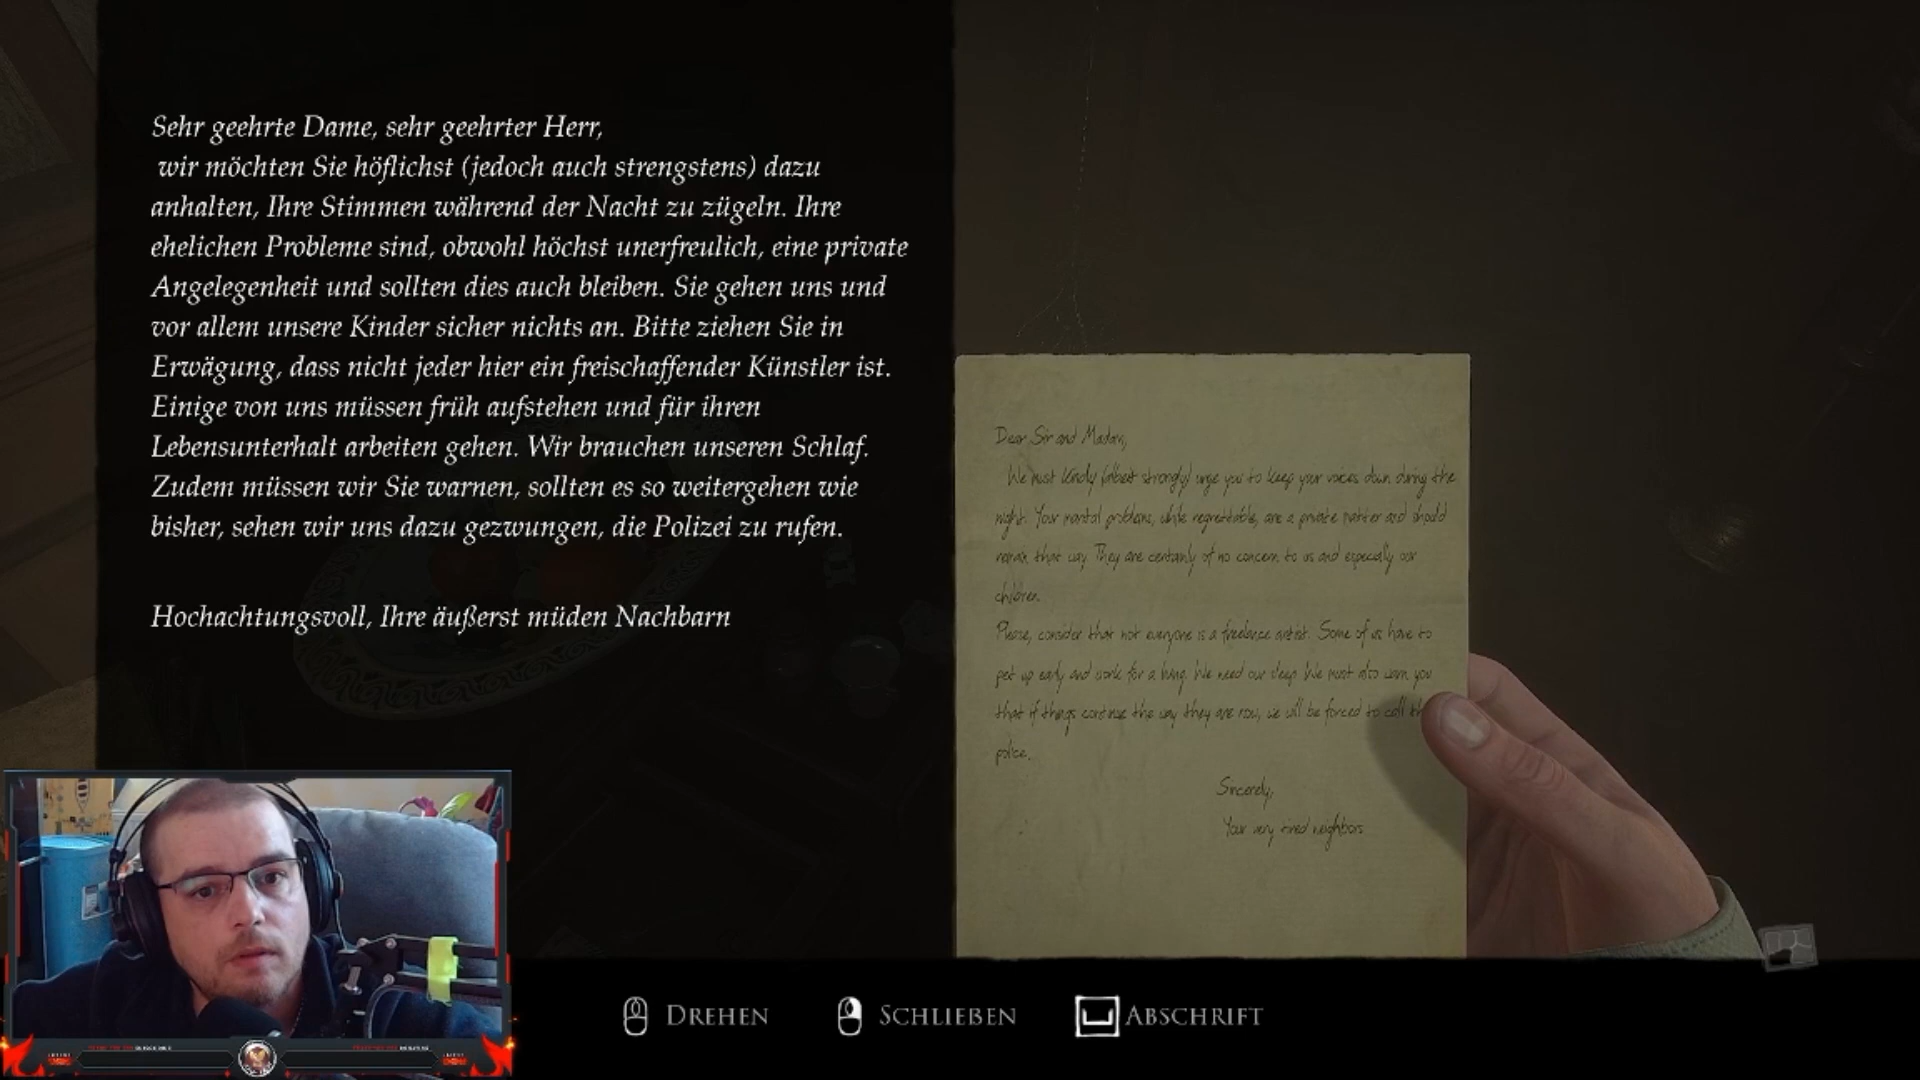 Sehr geehrte Dame, sehr geehrter Herr,
wir möchten Sie höflichst (jedoch auch strengstens) dazu
anhalten, Ihre Stimmen während der Nacht zu zügeln. Ihre
ehelichen Probleme sind, obwohl höchst unerfreulich, eine private
Angelegenheit und sollten dies auch bleiben. Sie gehen uns und
vor allem unsere Kinder sicher nichts an. Bitte ziehen Sie in
Erwägung, dass nicht jeder hier ein freischaffender Künstler ist.
Einige von uns müssen früh aufstehen und für ihren
Lebensunterhalt arbeiten gehen. Wir brauchen unseren Schlaf.
Zudem müssen wir Sie warnen, sollten es so weitergehen wie
bisher, sehen wir uns dazu gezwungen, die Polizei zu rufen.
Hochachtungsvoll, Ihre äußerst müden Nachbarn
Dear Sir and Madam,
We must kindly (albeit strongly) urge you to keep your voices down during the
night. Your marital problems, while regrettable, are a private matter and should
remain that way. They are certainly of no concern to us and especially our
children.
Please, consider that not everyone is a freelance artist. Some of us have to
get up early and work for a living. We need our sleep. We must also warn you
that if things continue the way they are now, we will be forced to call the
police.
Sincerely,
Your very tired neighbors
DREHEN
SCHLIEẞEN
ABSCHRIFT